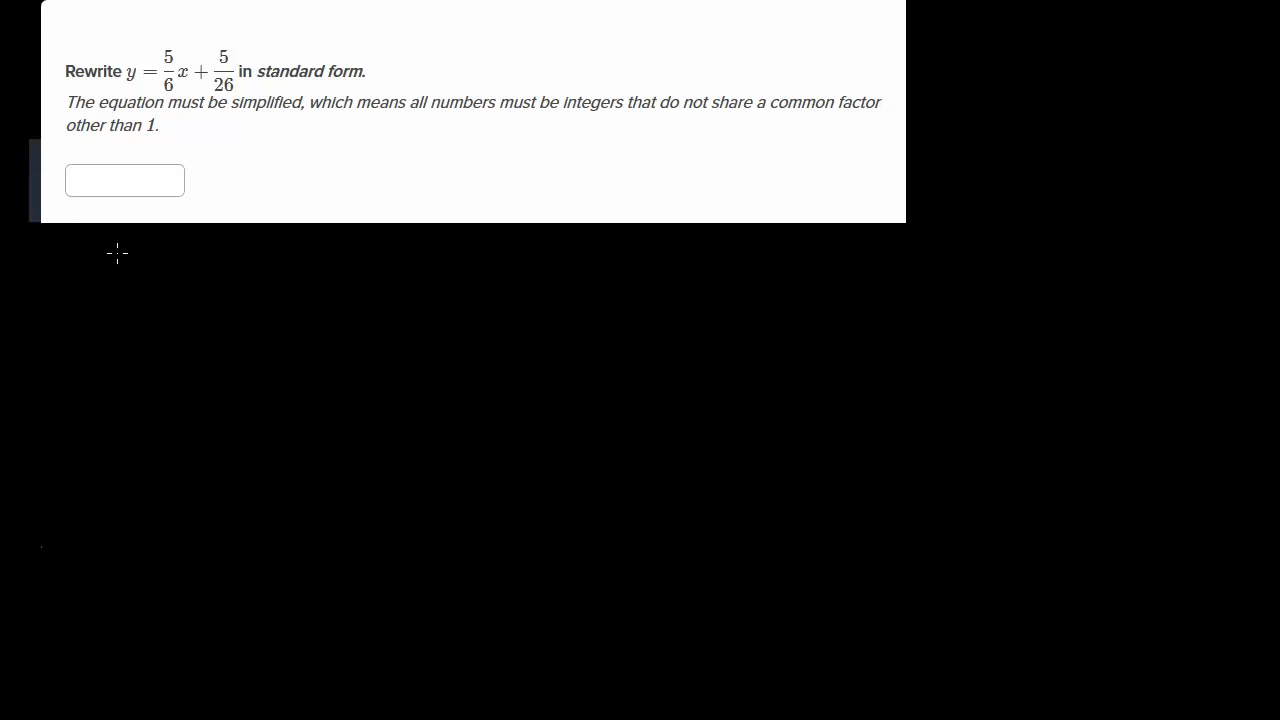 Rewrite y = 5/6 x + 5/26 in standard form.
The equation must be simplified, which means all numbers must be integers that do not share a common factor
other than 1.